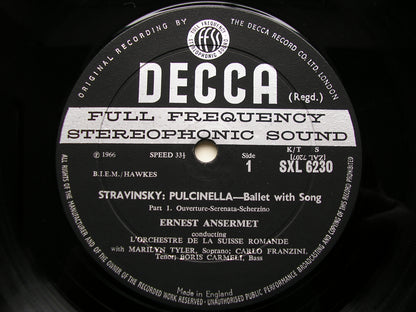 ORIGINAL RECORDING BY THE DECCA RECORD CO. LTD. LONDON
FULL FREQUENCY
ffss
STEREOPHONIC SOUND
DECCA
(Regd.)
FULL FREQUENCY
STEREOPHONIC SOUND
℗ 1966
SPEED 33⅓
Side
1
K/T S
SXL 6230
B.I.E.M./HAWKES
STRAVINSKY: PULCINELLA—Ballet with Song
Part 1. Ouverture-Serenata-Scherzino
ERNEST ANSERMET
conducting
L'ORCHESTRE DE LA SUISSE ROMANDE
with MARILYN TYLER, Soprano; CARLO FRANZINI,
Tenor; BORIS CARMELI, Bass
Made in England
ALL RIGHTS OF THE MANUFACTURER AND OF THE OWNER OF THE RECORDED WORK RESERVED · UNAUTHORISED PUBLIC PERFORMANCE BROADCASTING AND COPYING OF THIS RECORD PROHIBITED